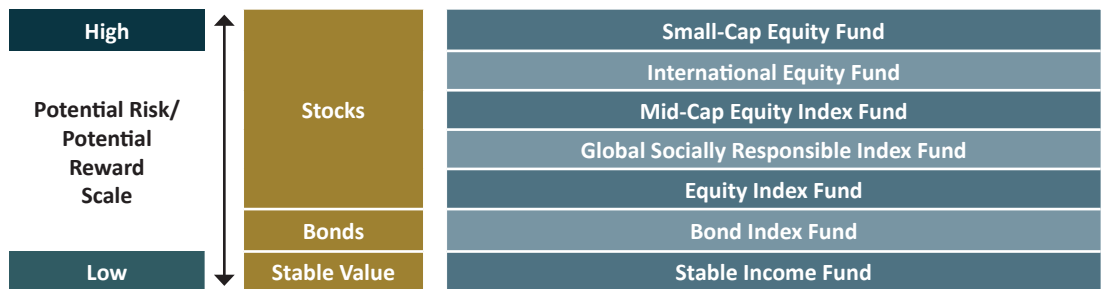 High
Potential Risk/
Potential
Reward
Scale
Low
Stocks
Bonds
Stable Value
Small-Cap Equity Fund
International Equity Fund
Mid-Cap Equity Index Fund
Global Socially Responsible Index Fund
Equity Index Fund
Bond Index Fund
Stable Income Fund